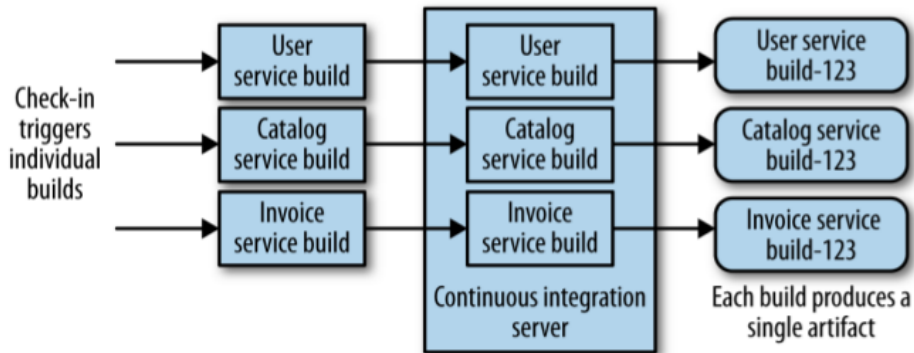 Check-in
triggers
individual
builds
User
service build
Catalog
service build
Invoice
service build
User
service build
Catalog
service build
Invoice
service build
Continuous integration
server
User service
build-123
Catalog service
build-123
Invoice service
build-123
Each build produces a
single artifact